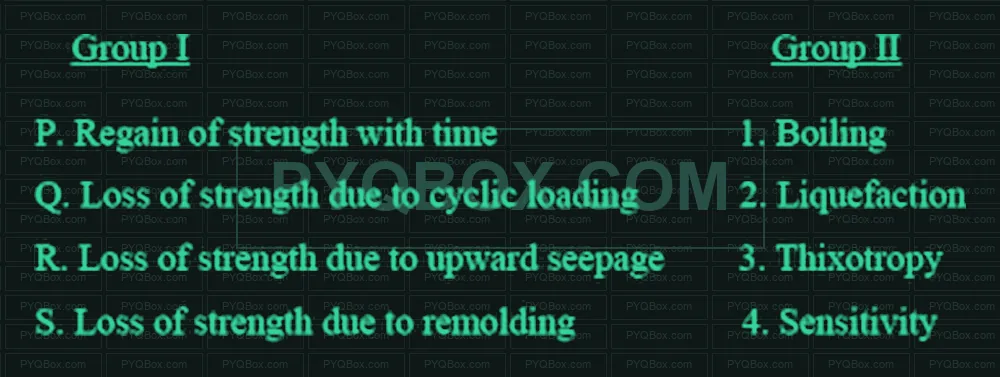 Group I Group II
P. Regain of strength with time 1. Boiling
Q. Loss of strength due to cyclic loading 2. Liquefaction
R. Loss of strength due to upward seepage 3. Thixotropy
S. Loss of strength due to remolding 4. Sensitivity
PYQBOX.COM